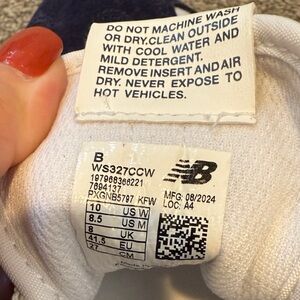 DO NOT MACHINE WASH
OR DRY.CLEAN OUTSIDE
WITH COOL WATER AND
MILD DETERGENT.
REMOVE INSERT AND AIR
DRY. NEVER EXPOSE TO
HOT VEHICLES.
B
WS327CCW
197968366221
7694137
PXGNB5797 KFW
10 US W
8.5 US M
8 UK
41.5 EU
27 CM
NB
MFG: 08/2024
LOC: A4